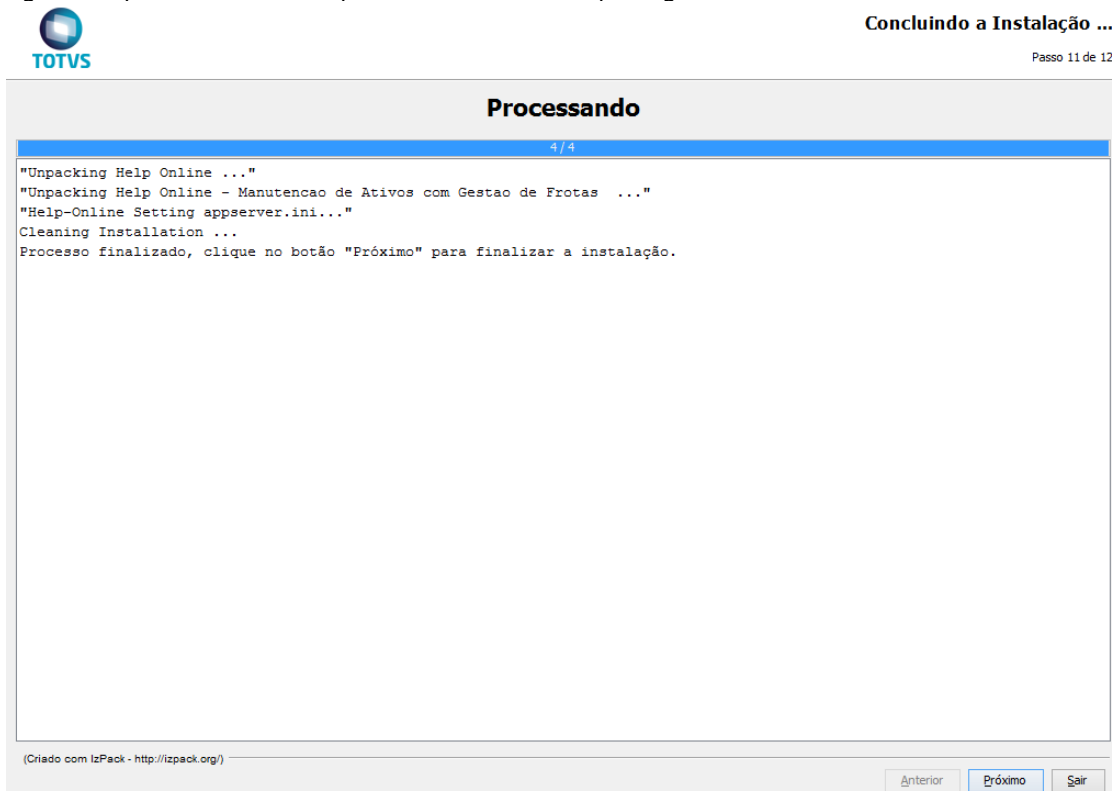 TOTVS
Concluindo a Instalação ...
Passo 11 de 12
Processando
4 / 4
"Unpacking Help Online ..."
"Unpacking Help Online - Manutencao de Ativos com Gestao de Frotas  ..."
"Help-Online Setting appserver.ini..."
Cleaning Installation ...
Processo finalizado, clique no botão "Próximo" para finalizar a instalação.
(Criado com IzPack - http://izpack.org/)
Anterior Próximo Sair